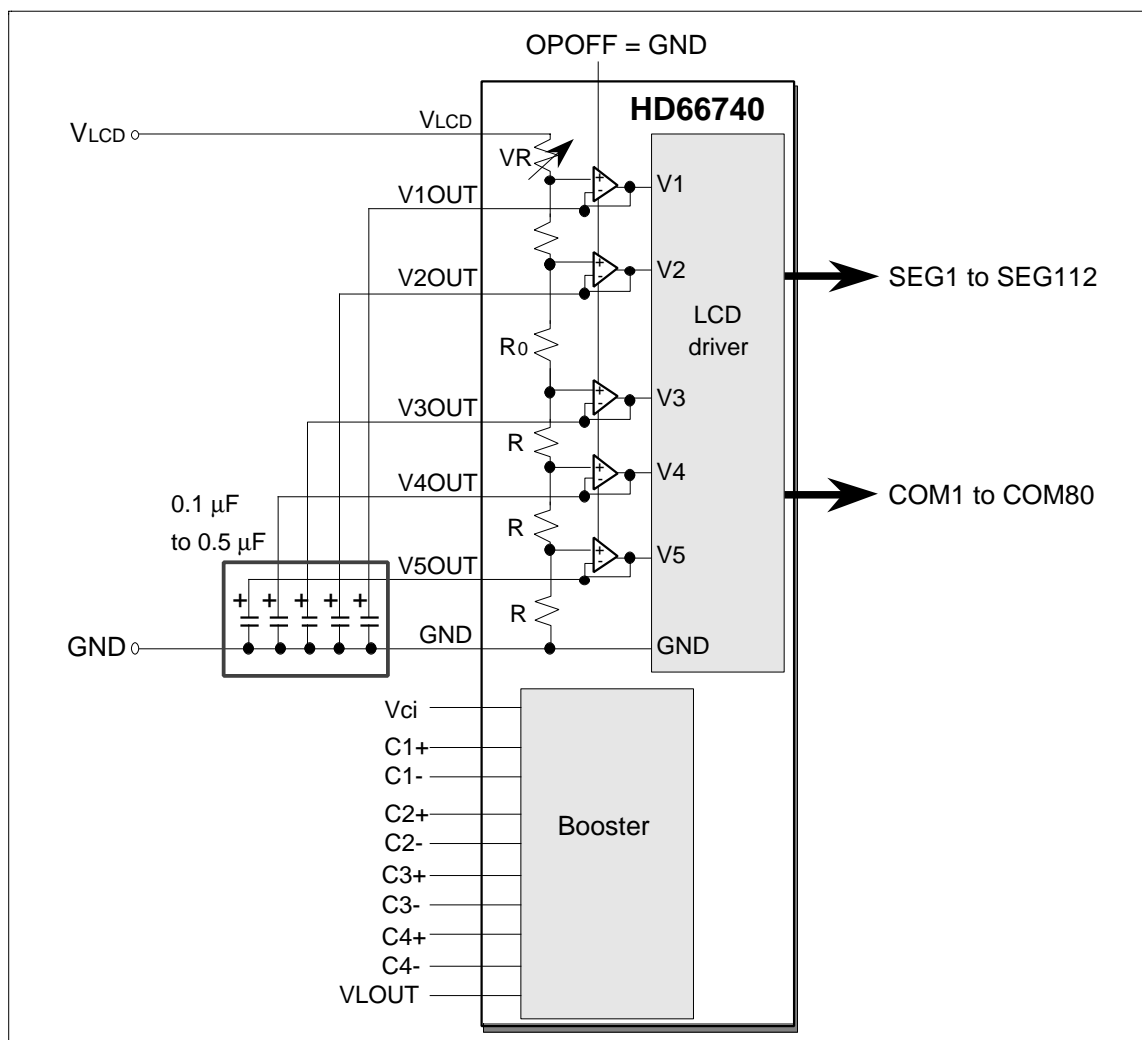 OPOFF = GND
HD66740
VLCD
VLCD
VR
+
-
V1
V1OUT
+
-
V2
V2OUT
SEG1 to SEG112
LCD
driver
R0
+
-
V3
V3OUT
R
+
-
V4
V4OUT
COM1 to COM80
0.1 μF
to 0.5 μF
R
+
-
V5
V5OUT
+ + + + +
R
GND
GND
GND
Vci
C1+
C1-
C2+
C2-
C3+
C3-
C4+
C4-
VLOUT
Booster